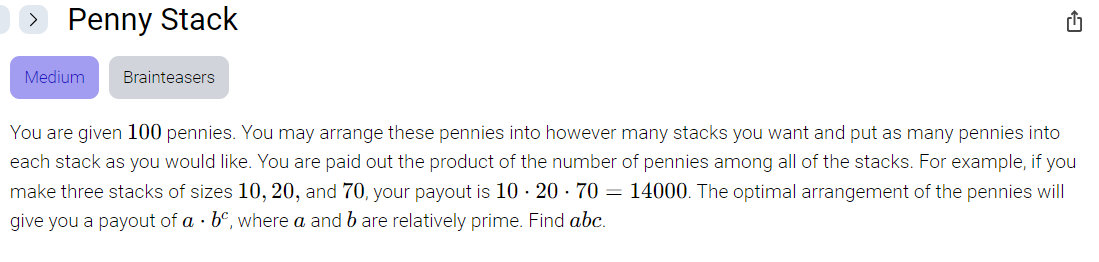 Penny Stack
Medium
Brainteasers
You are given 100 pennies. You may arrange these pennies into however many stacks you want and put as many pennies into
each stack as you would like. You are paid out the product of the number of pennies among all of the stacks. For example, if you
make three stacks of sizes 10, 20, and 70, your payout is 10 · 20 · 70 = 14000. The optimal arrangement of the pennies will
give you a payout of a · b^c, where a and b are relatively prime. Find abc.